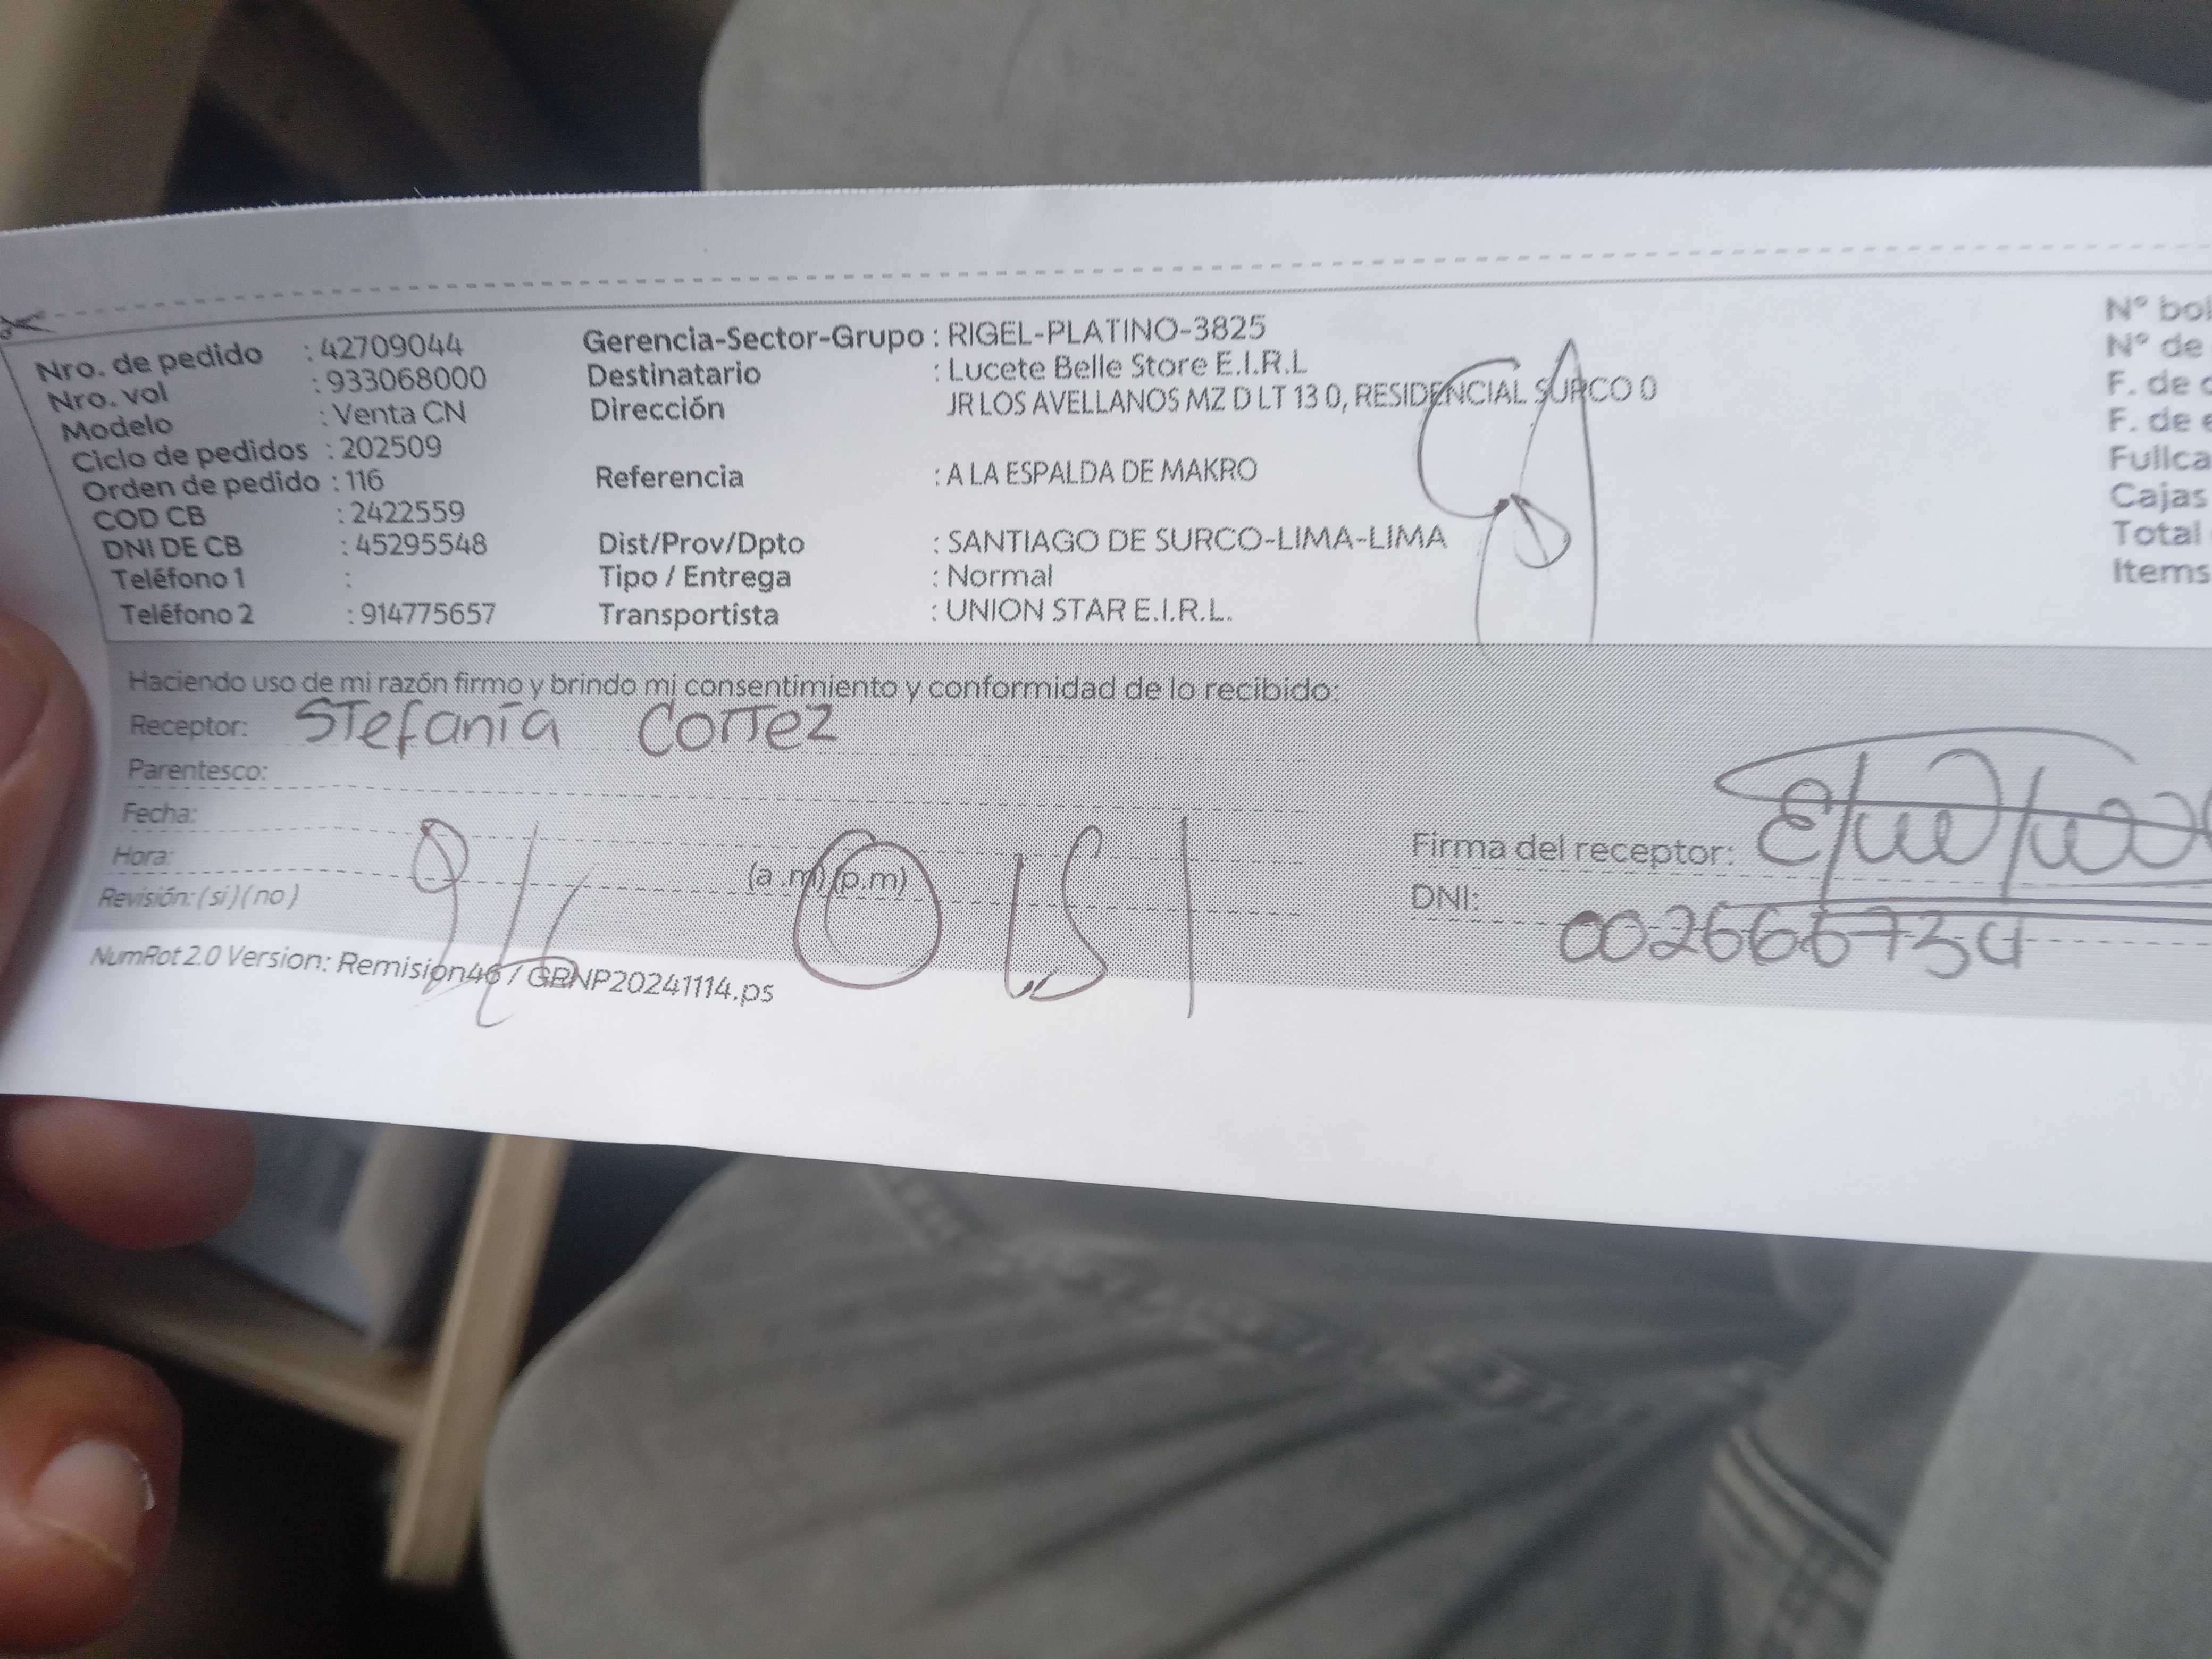 Nro. de pedido : 42709044
Nro. vol : 933068000
Modelo : Venta CN
Ciclo de pedidos : 202509
Orden de pedido : 116
COD CB : 2422559
DNI DE CB : 45295548
Teléfono 1 :
Teléfono 2 : 914775657
Gerencia-Sector-Grupo : RIGEL-PLATINO-3825
Destinatario : Lucete Belle Store E.I.R.L
Dirección JR LOS AVELLANOS MZ D LT 13 0, RESIDENCIAL SURCO 0
Referencia : A LA ESPALDA DE MAKRO
Dist/Prov/Dpto : SANTIAGO DE SURCO-LIMA-LIMA
Tipo / Entrega : Normal
Transportista : UNION STAR E.I.R.L.
N° bol
N° de
F. de
F. de e
Fullca
Cajas
Total
Items
Haciendo uso de mi razón firmo y brindo mi consentimiento y conformidad de lo recibido:
Receptor: Stefania Cortez
Parentesco:
Fecha:
Hora: (a.m) (p.m)
Revisión: (si) (no)
Firma del receptor:
DNI: 002666734
NumRot 2.0 Version: Remision46 / GRNP20241114.ps